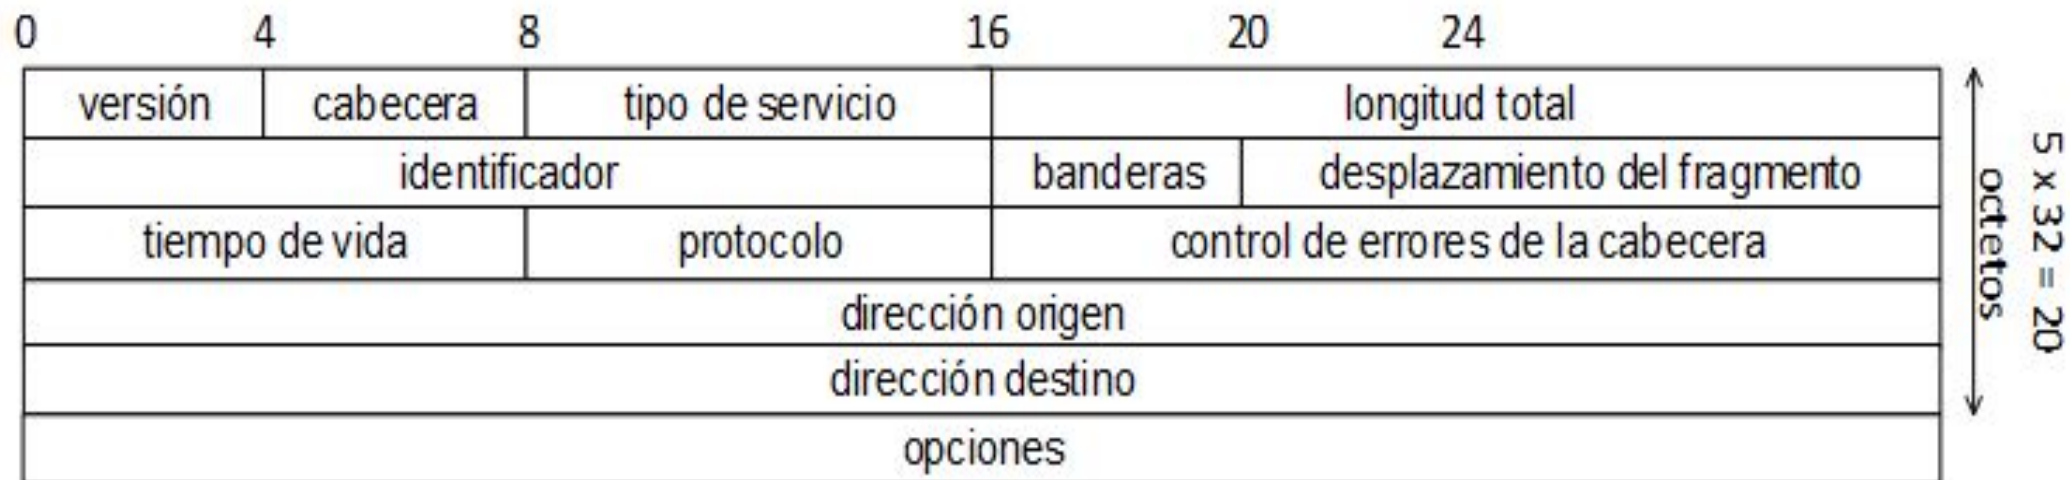 0 4 8 16 20 24
versión cabecera tipo de servicio longitud total
identificador banderas desplazamiento del fragmento
tiempo de vida protocolo control de errores de la cabecera
dirección origen
dirección destino
opciones
5 x 32 = 20
octetos